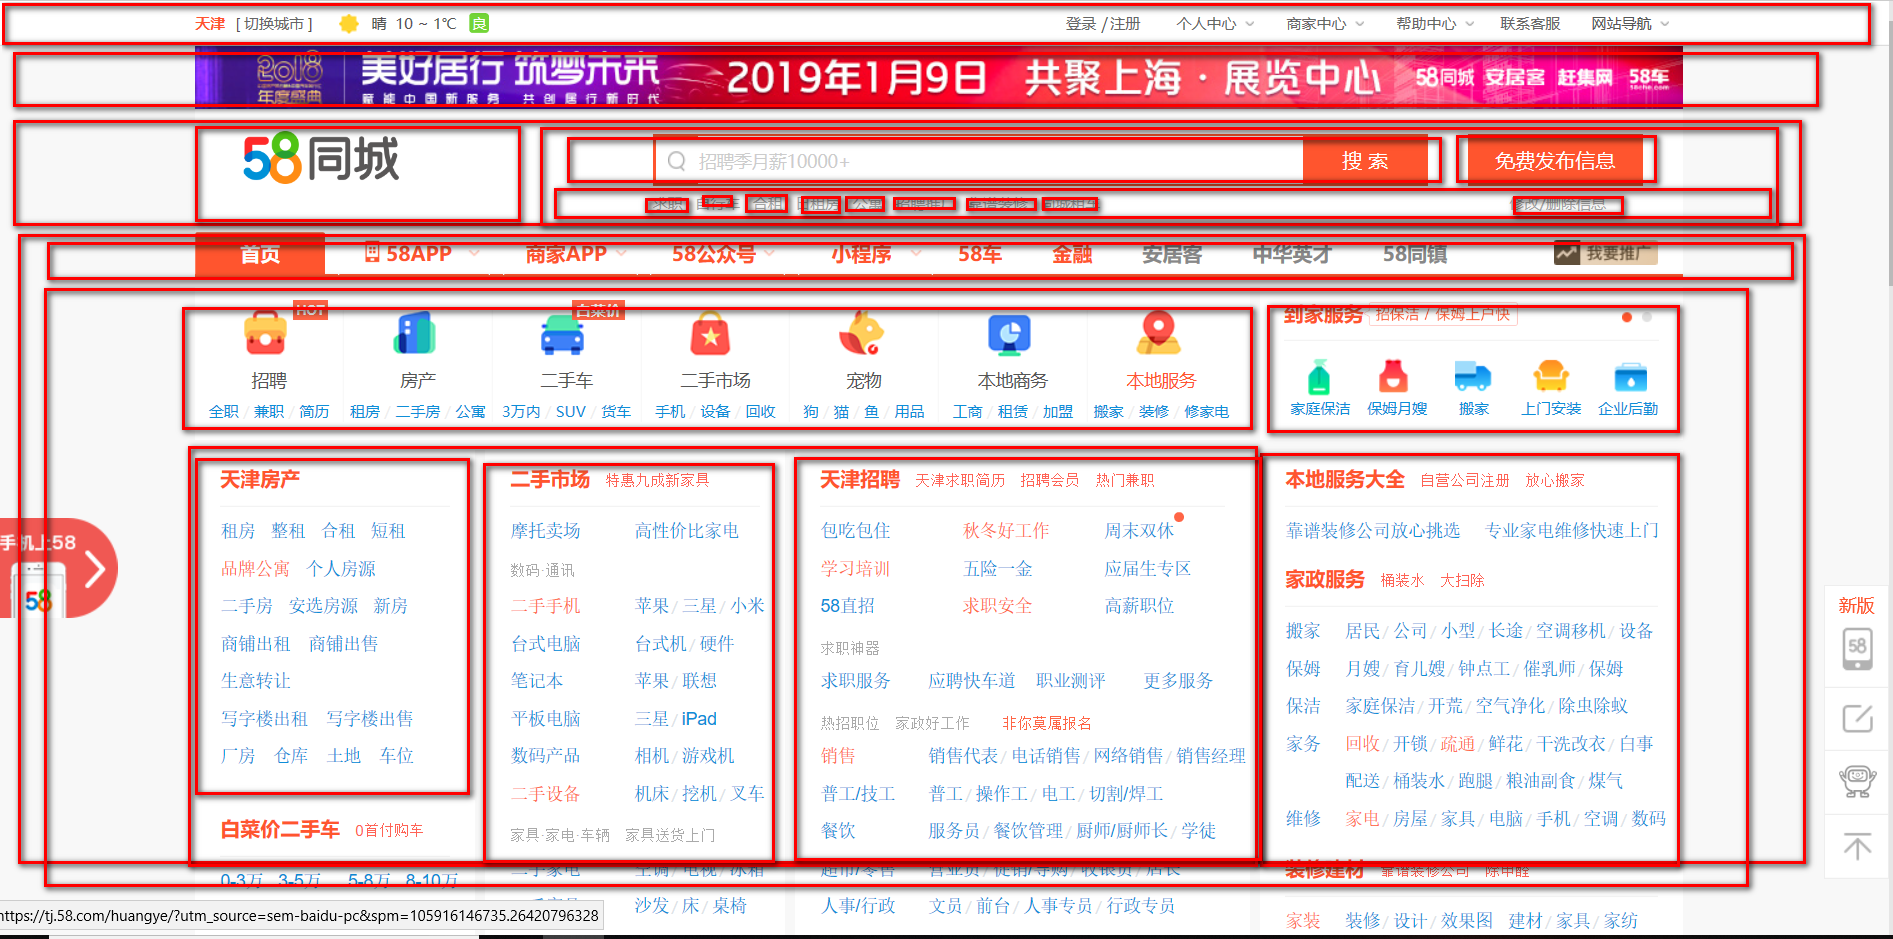 天津 [ 切换城市 ] 晴 10 ~ 1℃ 良 登录 / 注册 个人中心 商家中心 帮助中心 联系客服 网站导航
2018 年度盛典 美好居行 筑梦未来 赋能中国新服务 共创居行新时代 2019年1月9日 共聚上海·展览中心 58同城 安居客 赶集网 58车
58同城 招聘季月薪10000+ 搜 索 免费发布信息
求职 自行车 合租 日租房 公寓 招聘推广 靠谱装修 同城租车 修改/删除信息
首页 58APP 商家APP 58公众号 小程序 58车 金融 安居客 中华英才 58同镇 我要推广
HOT 白菜价
招聘 房产 二手车 二手市场 宠物 本地商务 本地服务
全职 / 兼职 / 简历 租房 / 二手房 / 公寓 3万内 / SUV / 货车 手机 / 设备 / 回收 狗 / 猫 / 鱼 / 用品 工商 / 租赁 / 加盟 搬家 / 装修 / 修家电
到家服务 招保洁 / 保姆上户快
家庭保洁 保姆月嫂 搬家 上门安装 企业后勤
天津房产
租房 整租 合租 短租
品牌公寓 个人房源
二手房 安选房源 新房
商铺出租 商铺出售
生意转让
写字楼出租 写字楼出售
厂房 仓库 土地 车位
白菜价二手车 0首付购车
0-3万 3-5万 5-8万 8-10万
二手市场 特惠九成新家具
摩托卖场 高性价比家电
数码·通讯
二手手机 苹果 / 三星 / 小米
台式电脑 台式机 / 硬件
笔记本 苹果 / 联想
平板电脑 三星 / iPad
数码产品 相机 / 游戏机
二手设备 机床 / 挖机 / 叉车
家具·家电·车辆 家具送货上门
二手家电 空调 / 电视 / 冰箱
沙发 / 床 / 桌椅
天津招聘 天津求职简历 招聘会员 热门兼职
包吃包住 秋冬好工作 周末双休
学习培训 五险一金 应届生专区
58直招 求职安全 高薪职位
求职神器
求职服务 应聘快车道 职业测评 更多服务
热招职位 家政好工作 非你莫属报名
销售 销售代表 / 电话销售 / 网络销售 / 销售经理
普工/技工 普工 / 操作工 / 电工 / 切割/焊工
餐饮 服务员 / 餐饮管理 / 厨师/厨师长 / 学徒
超市/零售 营业员 / 促销/导购 / 收银员 / 店长
人事/行政 文员 / 前台 / 人事专员 / 行政专员
本地服务大全 自营公司注册 放心搬家
靠谱装修公司放心挑选 专业家电维修快速上门
家政服务 桶装水 大扫除
搬家 居民 / 公司 / 小型 / 长途 / 空调移机 / 设备
保姆 月嫂 / 育儿嫂 / 钟点工 / 催乳师 / 保姆
保洁 家庭保洁 / 开荒 / 空气净化 / 除虫除蚁
家务 回收 / 开锁 / 疏通 / 鲜花 / 干洗改衣 / 白事
配送 / 桶装水 / 跑腿 / 粮油副食 / 煤气
维修 家电 / 房屋 / 家具 / 电脑 / 手机 / 空调 / 数码
装修建材 靠谱装修公司 除甲醛
家装 装修 / 设计 / 效果图 建材 / 家具 / 家纺
手机上58
58
新版
58
https://tj.58.com/huangye/?utm_source=sem-baidu-pc&spm=105916146735.26420796328